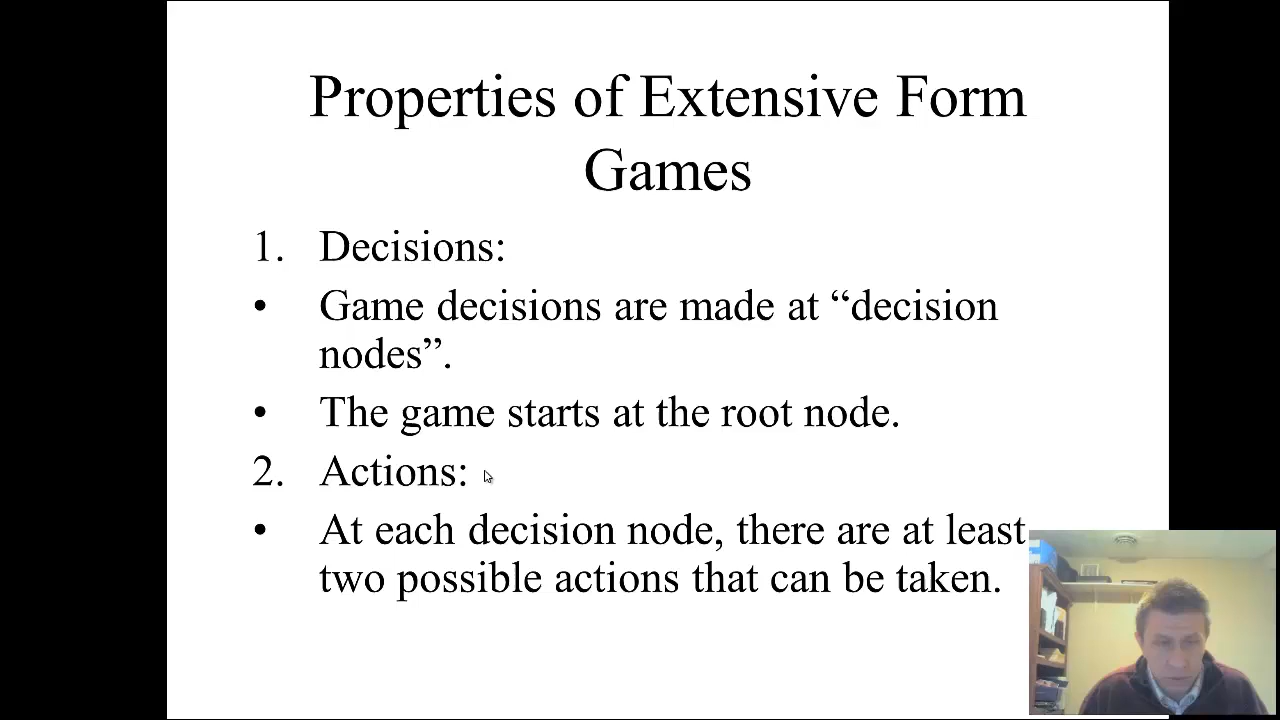 Properties of Extensive Form
Games
1. Decisions:
• Game decisions are made at “decision
nodes”.
• The game starts at the root node.
2. Actions:
• At each decision node, there are at least
two possible actions that can be taken.